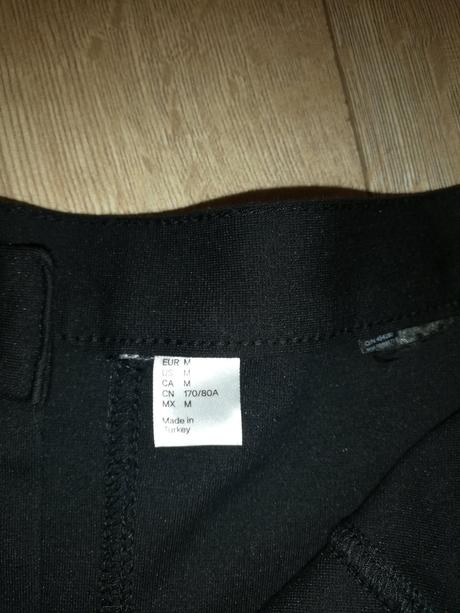 EUR M
US M
CA M
CN 170/80A
MX M
Made in
Turkey